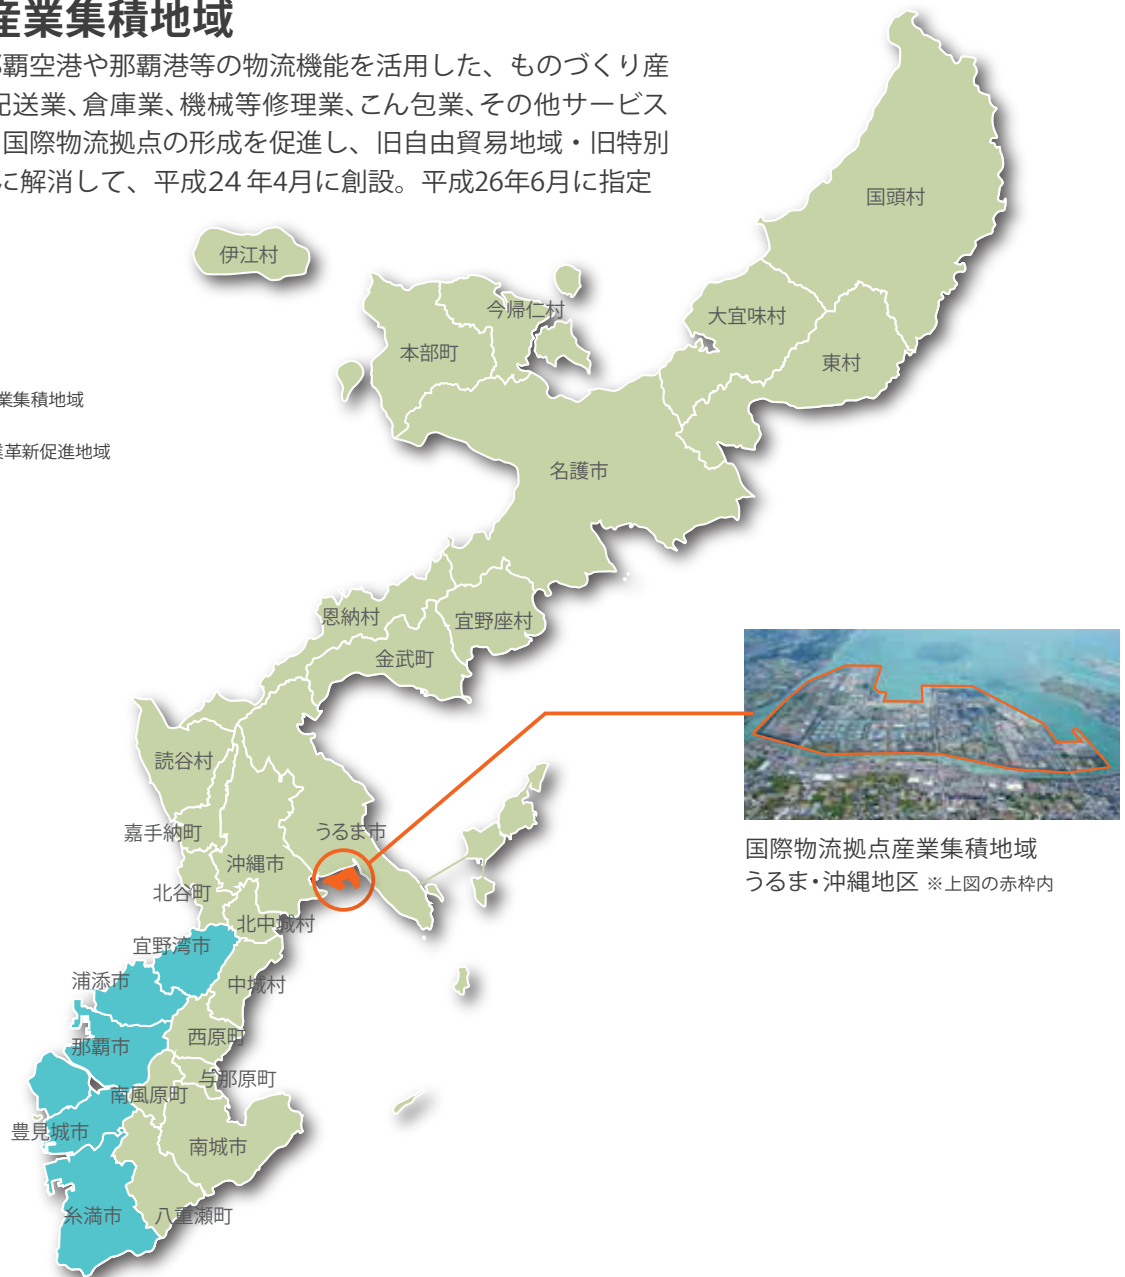 産業集積地域
那覇空港や那覇港等の物流機能を活用した、ものづくり産
配送業、倉庫業、機械等修理業、こん包業、その他サービス
国際物流拠点の形成を促進し、旧自由貿易地域・旧特別
に解消して、平成24年4月に創設。平成26年6月に指定
国頭村
伊江村
今帰仁村
大宜味村
本部町
東村
業集積地域
業革新促進地域
名護市
恩納村
宜野座村
金武町
読谷村
嘉手納町
うるま市
沖縄市
北谷町
北中城村
宜野湾市
浦添市
中城村
西原町
那覇市
与那原町
南風原町
豊見城市
南城市
糸満市
八重瀬町
国際物流拠点産業集積地域
うるま・沖縄地区 ※上図の赤枠内